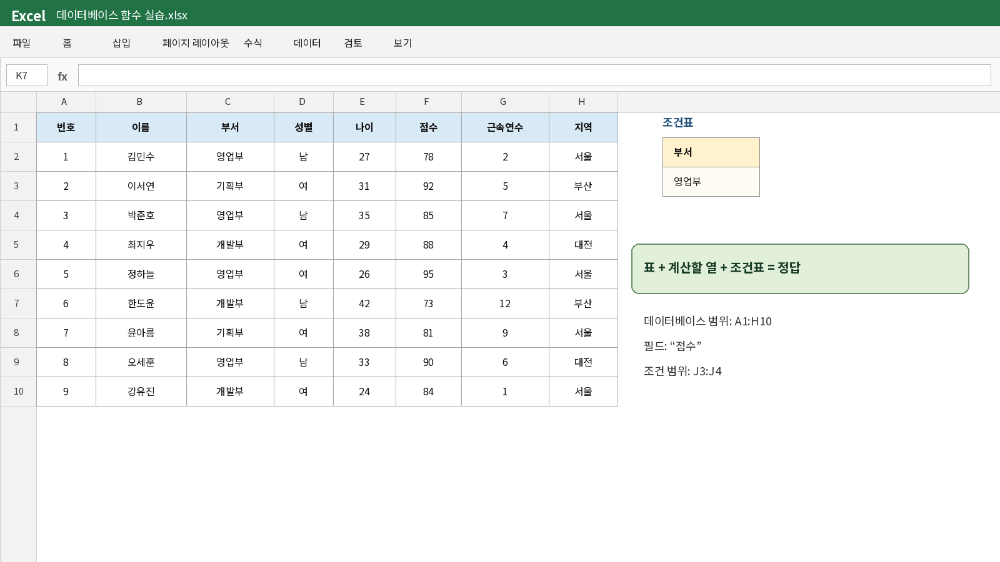 Excel 데이터베이스 함수 실습.xlsx
파일 홈 삽입 페이지 레이아웃 수식 데이터 검토 보기
K7 fx
A B C D E F G H
1 번호 이름 부서 성별 나이 점수 근속연수 지역
2 1 김민수 영업부 남 27 78 2 서울
3 2 이서연 기획부 여 31 92 5 부산
4 3 박준호 영업부 남 35 85 7 서울
5 4 최지우 개발부 여 29 88 4 대전
6 5 정하늘 영업부 여 26 95 3 서울
7 6 한도윤 개발부 남 42 73 12 부산
8 7 윤아름 기획부 여 38 81 9 서울
9 8 오세훈 영업부 남 33 90 6 대전
10 9 강유진 개발부 여 24 84 1 서울
조건표
부서
영업부
표 + 계산할 열 + 조건표 = 정답
데이터베이스 범위: A1:H10
필드: “점수”
조건 범위: J3:J4